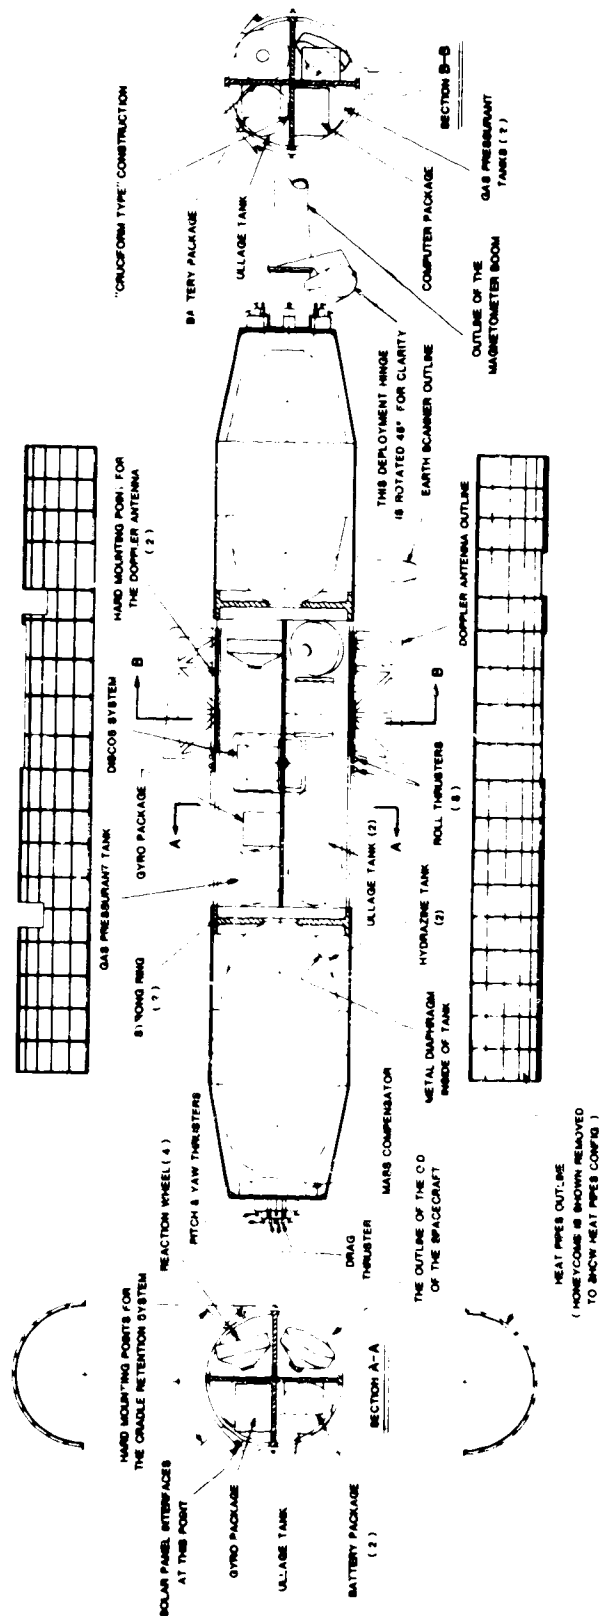 "CRUCIFORM TYPE" CONSTRUCTION
BATTERY PACKAGE
ULLAGE TANK
SECTION B-B
GAS PRESSURANT
TANKS (2)
COMPUTER PACKAGE
OUTLINE OF THE
MAGNETOMETER BOOM
THIS DEPLOYMENT HINGE
IS ROTATED 45° FOR CLARITY
EARTH SCANNER OUTLINE
DOPPLER ANTENNA OUTLINE
HARD MOUNTING POINT FOR
THE DOPPLER ANTENNA
(2)
DISCOS SYSTEM
GYRO PACKAGE
GAS PRESSURANT TANK
STRONG RING
(2)
B
B
A
A
ROLL THRUSTERS
(8)
ULLAGE TANK (2)
HYDRAZINE TANK
(2)
METAL DIAPHRAGM
INSIDE OF TANK
MASS COMPENSATOR
PITCH & YAW THRUSTERS
REACTION WHEEL (4)
DRAG
THRUSTER
THE OUTLINE OF THE
OF THE SPACECRAFT
HEAT PIPES OUTLINE
(HONEYCOMB IS SHOWN REMOVED
TO SHOW HEAT PIPES CONFIG)
HARD MOUNTING POINTS FOR
THE CRADLE RETENTION SYSTEM
SECTION A-A
SOLAR PANEL INTERFACES
AT THIS POINT
GYRO PACKAGE
ULLAGE TANK
BATTERY PACKAGE
(2)